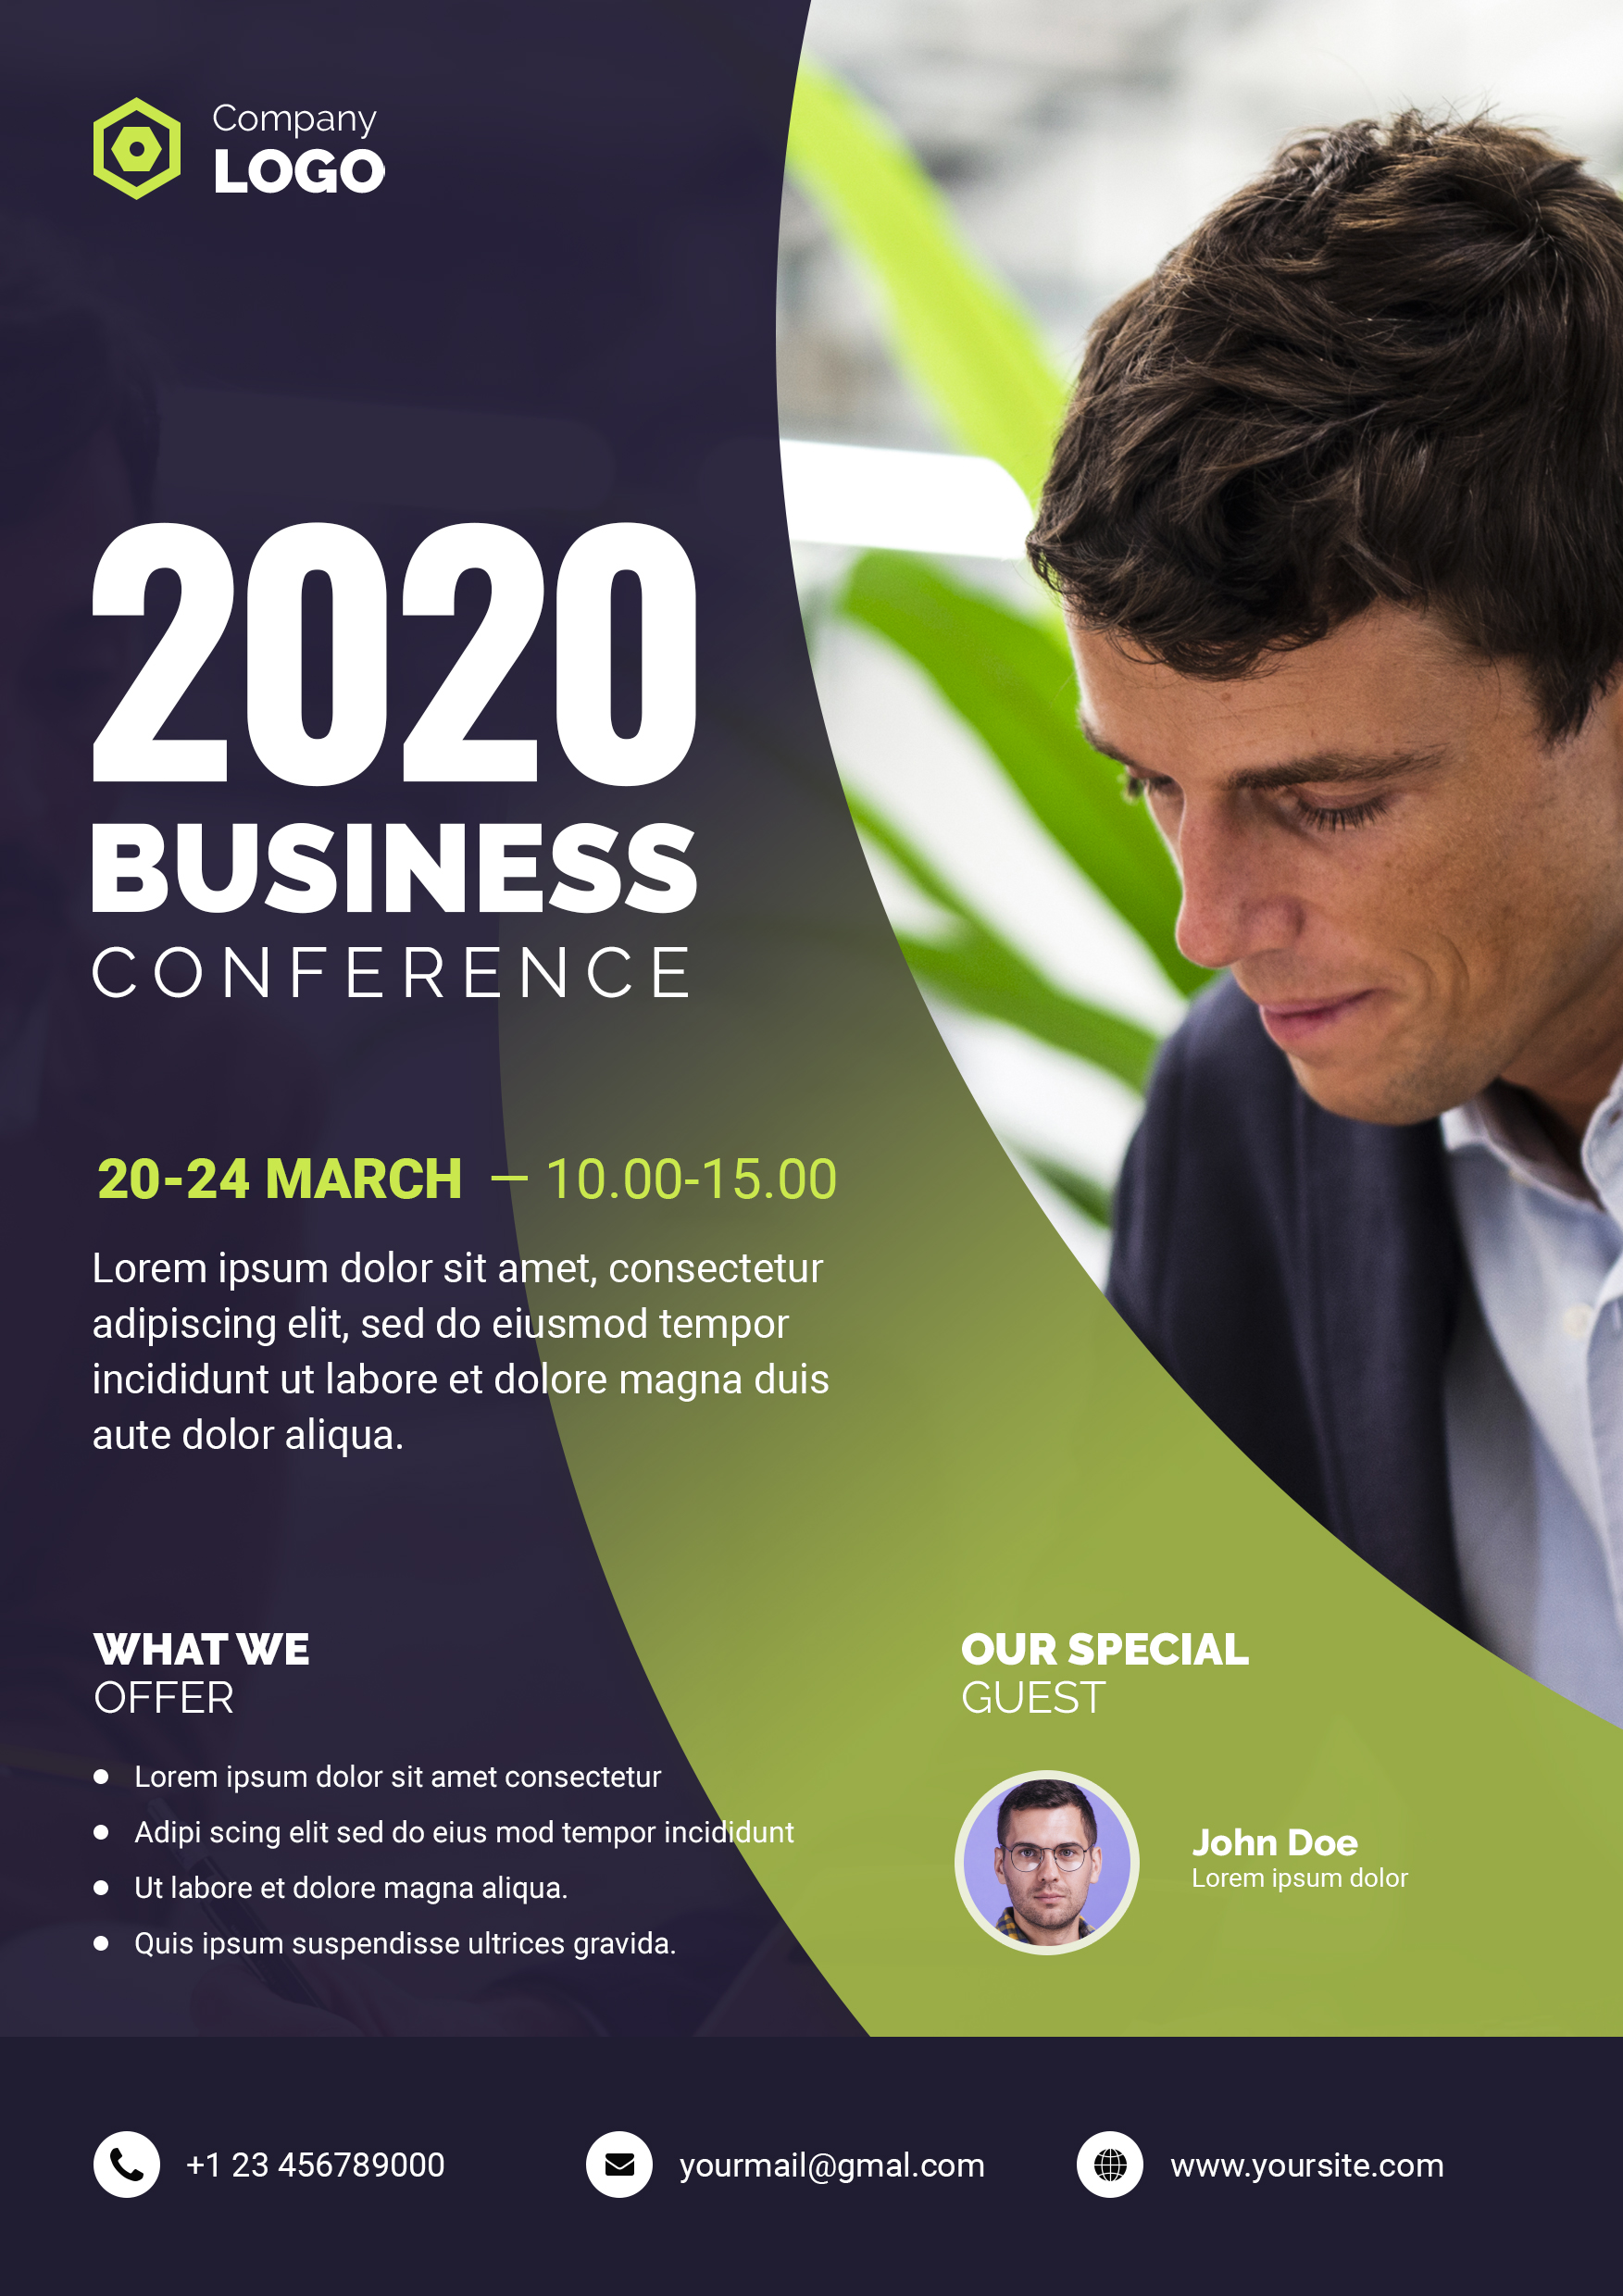 Company
LOGO
2020
BUSINESS
CONFERENCE
20-24 MARCH — 10.00-15.00
Lorem ipsum dolor sit amet, consectetur
adipiscing elit, sed do eiusmod tempor
incididunt ut labore et dolore magna duis
aute dolor aliqua.
WHAT WE
OFFER
Lorem ipsum dolor sit amet consectetur
Adipi scing elit sed do eius mod tempor incididunt
Ut labore et dolore magna aliqua.
Quis ipsum suspendisse ultrices gravida.
OUR SPECIAL
GUEST
John Doe
Lorem ipsum dolor
+1 23 456789000
yourmail@gmal.com
www.yoursite.com